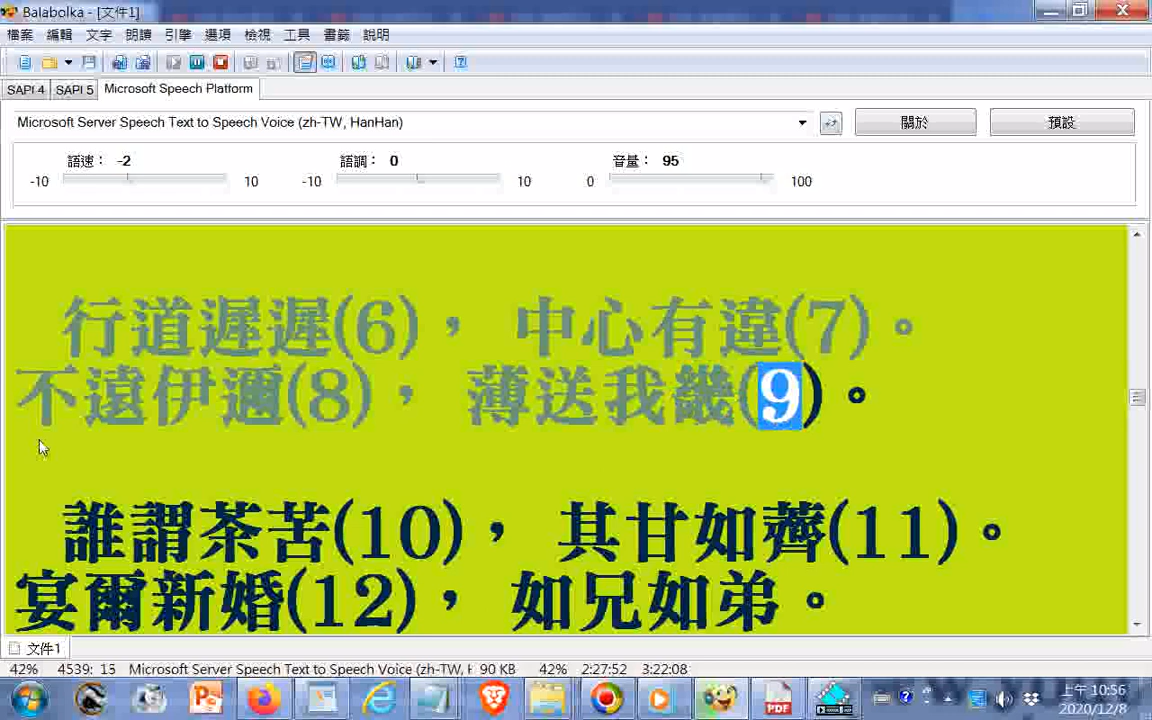 Balabolka - [文件1]
檔案 編輯 文字 朗讀 引擎 選項 檢視 工具 書籤 說明
SAPI 4 SAPI 5 Microsoft Speech Platform
Microsoft Server Speech Text to Speech Voice (zh-TW, HanHan) 關於 預設
語速： -2 語調： 0 音量： 95
-10 10 -10 10 0 100
行道遲遲(6)， 中心有違(7)。
不遠伊邇(8)， 薄送我畿(9)。
誰謂荼苦(10)， 其甘如薺(11)。
宴爾新婚(12)， 如兄如弟。
文件1
42% 4539: 15 Microsoft Server Speech Text to Speech Voice (zh-TW, H 90 KB 42% 2:27:52 3:22:08
上午 10:56
2020/12/8